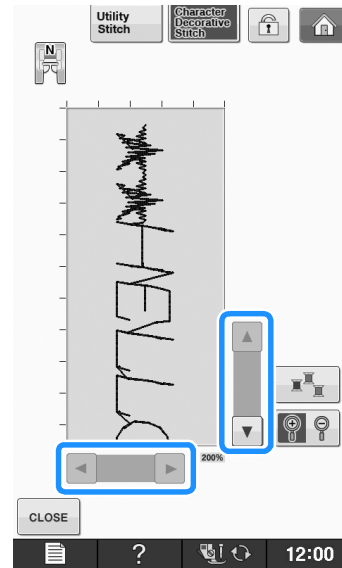 Utility
Stitch
Character
Decorative
Stitch
N
HELLO
200%
CLOSE
?
12:00